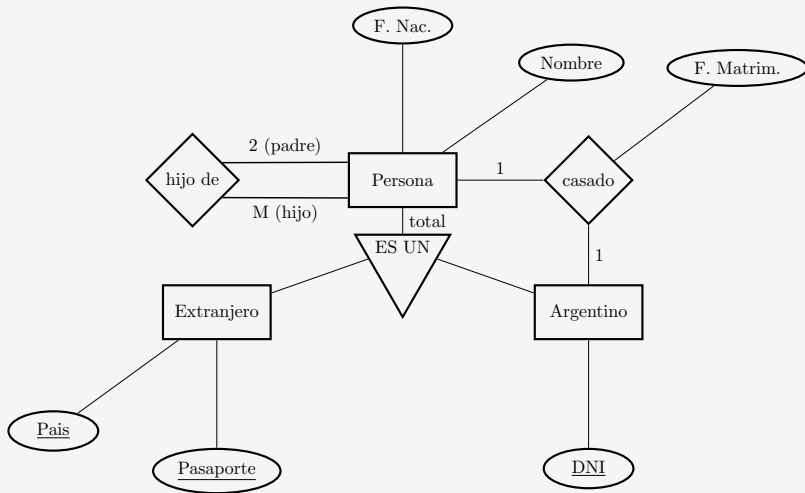 F. Nac.
Nombre
F. Matrim.
2 (padre)
hijo de
Persona
1
casado
M (hijo)
total
ES UN
1
Extranjero
Argentino
Pais
Pasaporte
DNI